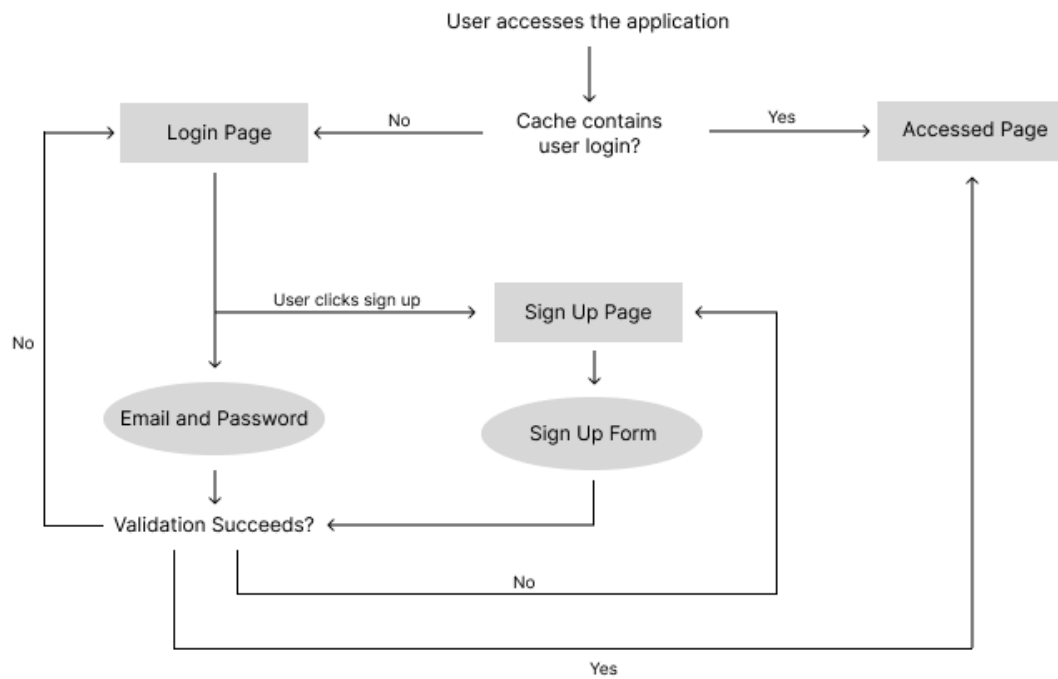 User accesses the application
Login Page
No
Cache contains
user login?
Yes
Accessed Page
User clicks sign up
Sign Up Page
No
Email and Password
Sign Up Form
Validation Succeeds?
No
Yes